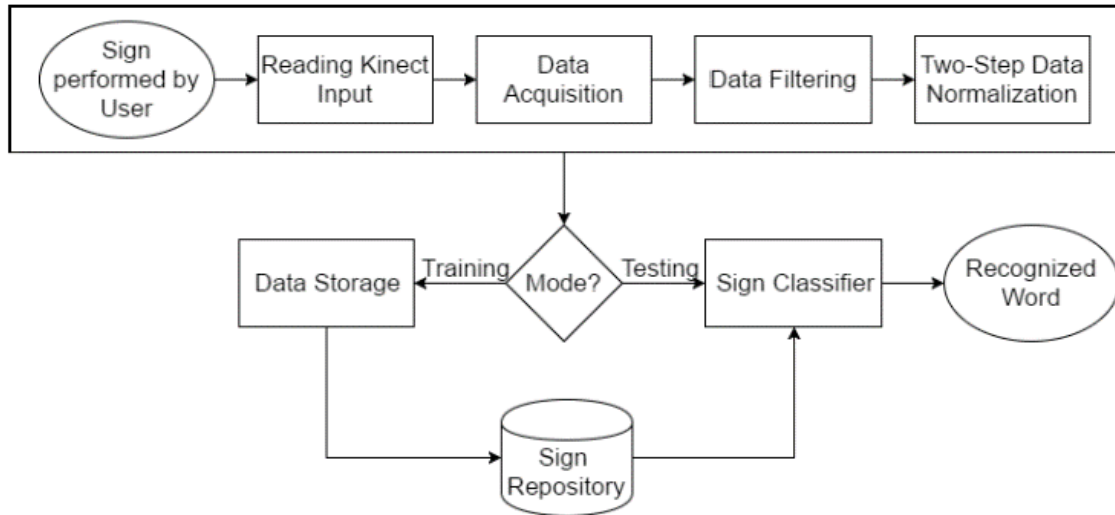 Sign
performed by
User
Reading Kinect
Input
Data
Acquisition
Data Filtering
Two-Step Data
Normalization
Data Storage
Training
Mode?
Testing
Sign Classifier
Recognized
Word
Sign
Repository